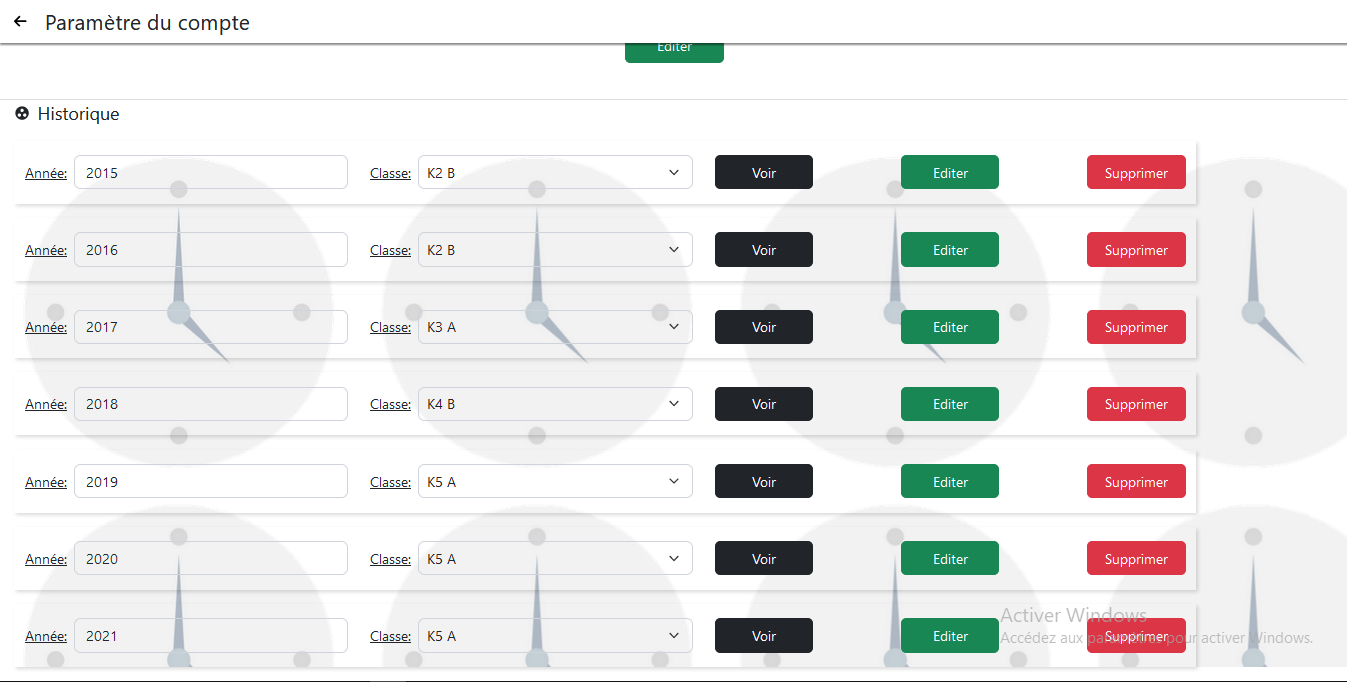 Paramètre du compte
Editer
Historique
Année: 2015 Classe: K2 B Voir Editer Supprimer
Année: 2016 Classe: K2 B Voir Editer Supprimer
Année: 2017 Classe: K3 A Voir Editer Supprimer
Année: 2018 Classe: K4 B Voir Editer Supprimer
Année: 2019 Classe: K5 A Voir Editer Supprimer
Année: 2020 Classe: K5 A Voir Editer Supprimer
Activer Windows
Année: 2021 Classe: K5 A Voir Editer Supprimer
Accédez aux paramètres pour activer Windows.